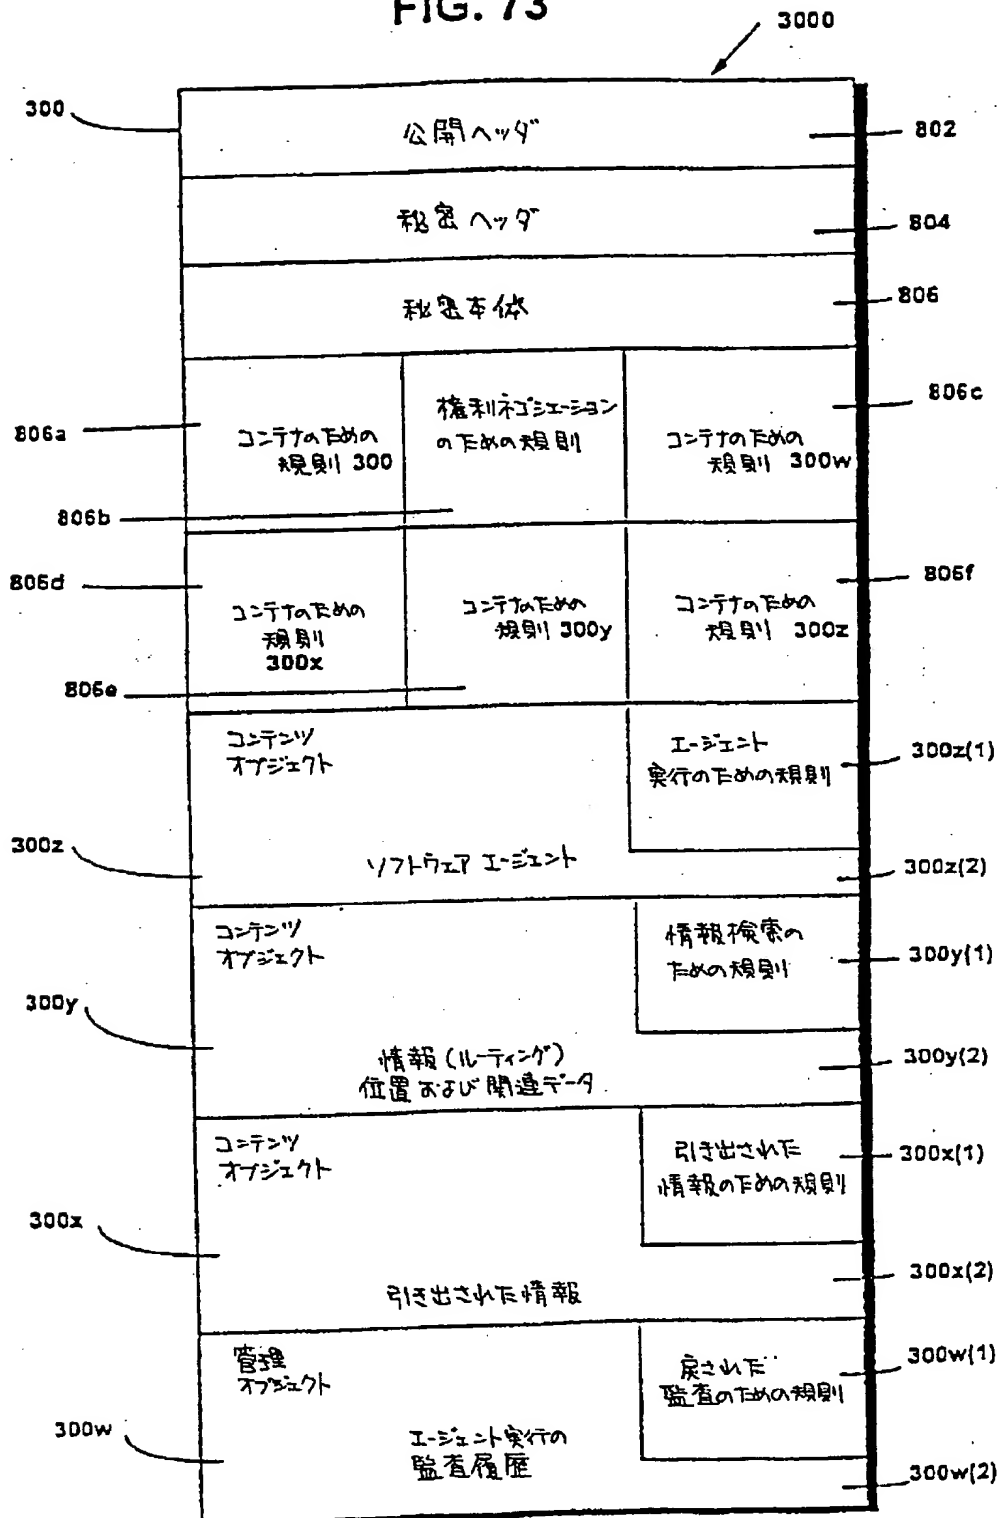 FIG. 73
3000
300
公開ヘッダ
802
秘密ヘッダ
804
秘密本体
806
806a
コンテナのための
規則 300
権利ネゴシエーション
のための規則
806b
コンテナのための
規則 300w
806c
806d
コンテナのための
規則
300x
コンテナのための
規則 300y
806e
コンテナのための
規則 300z
806f
コンテンツ
オブジェクト
エージェント
実行のための規則
300z(1)
300z
ソフトウェア エージェント
300z(2)
コンテンツ
オブジェクト
情報検索の
ための規則
300y(1)
300y
情報(ルーティング)
位置および関連データ
300y(2)
コンテンツ
オブジェクト
引き出された
情報のための規則
300x(1)
300x
引き出された情報
300x(2)
管理
オブジェクト
戻された
監査のための規則
300w(1)
300w
エージェント実行の
監査履歴
300w(2)